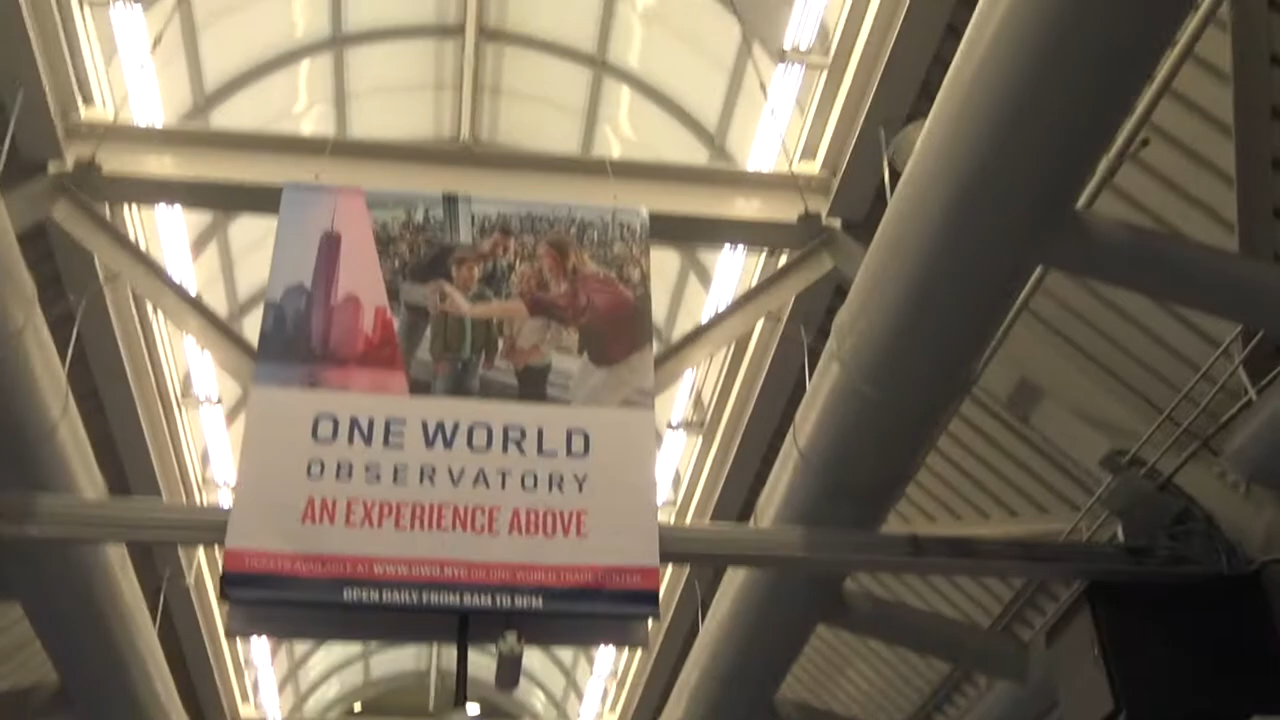 ONE WORLD
OBSERVATORY
AN EXPERIENCE ABOVE
TICKETS AVAILABLE AT WWW.OWO.NYC OR ONE WORLD TRADE CENTER
OPEN DAILY FROM 9AM TO 9PM